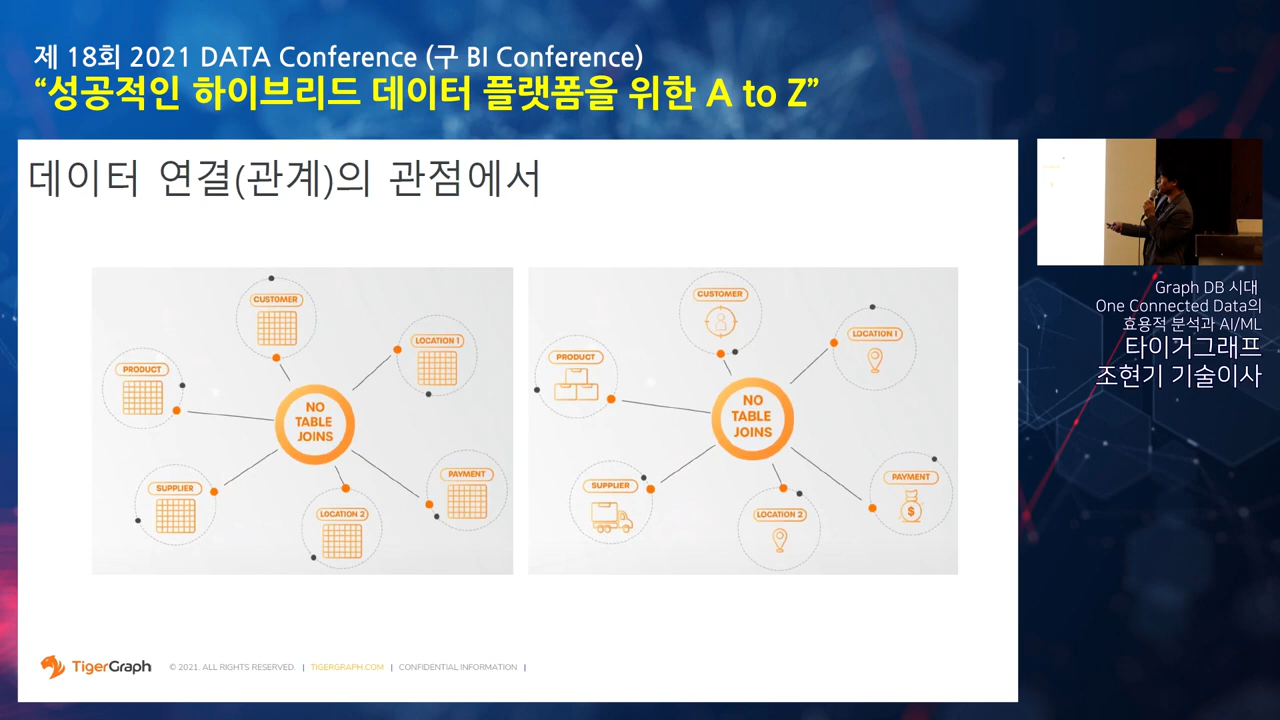 제 18회 2021 DATA Conference (구 BI Conference)
“성공적인 하이브리드 데이터 플랫폼을 위한 A to Z”
데이터 연결(관계)의 관점에서
CUSTOMER
LOCATION 1
PRODUCT
NO
TABLE
JOINS
SUPPLIER
PAYMENT
LOCATION 2
CUSTOMER
LOCATION 1
PRODUCT
NO
TABLE
JOINS
SUPPLIER
PAYMENT
$
LOCATION 2
TigerGraph © 2021. ALL RIGHTS RESERVED. | TIGERGRAPH.COM | CONFIDENTIAL INFORMATION |
Graph DB 시대
One Connected Data의
효용적 분석과 AI/ML
타이거그래프
조현기 기술이사